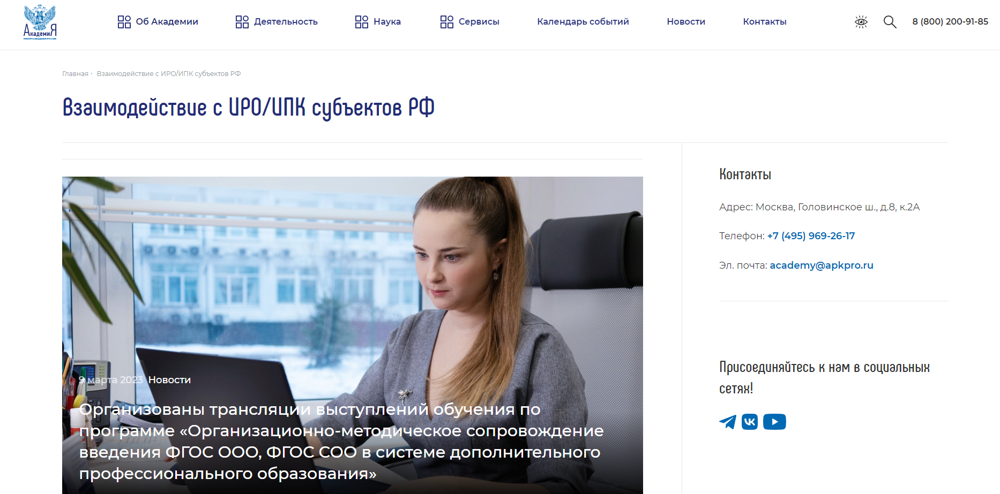 АкадемиЯ
МИНПРОСВЕЩЕНИЯ РОССИИ
Об Академии
Деятельность
Наука
Сервисы
Календарь событий
Новости
Контакты
8 (800) 200-91-85
Главная › Взаимодействие с ИРО/ИПК субъектов РФ
Взаимодействие с ИРО/ИПК субъектов РФ
9 марта 2023 Новости
Организованы трансляции выступлений обучения по
программе «Организационно-методическое сопровождение
введения ФГОС ООО, ФГОС СОО в системе дополнительного
профессионального образования»
Контакты
Адрес: Москва, Головинское ш., д.8, к.2А
Телефон: +7 (495) 969-26-17
Эл. почта: academy@apkpro.ru
Присоединяйтесь к нам в социальных
сетях!